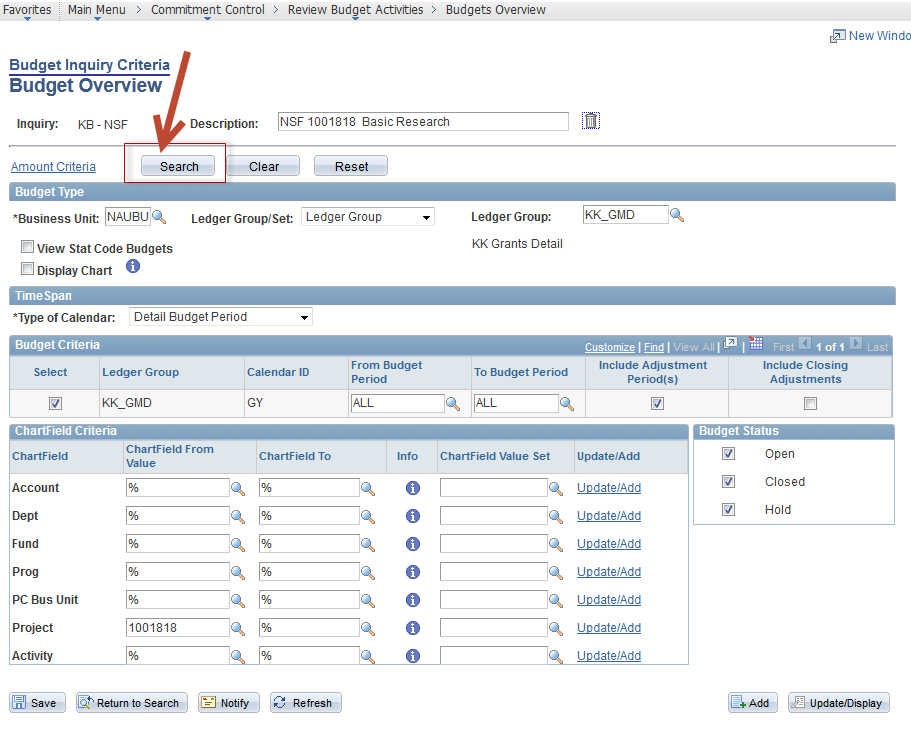 Favorites Main Menu > Commitment Control > Review Budget Activities > Budgets Overview
New Windo
Budget Inquiry Criteria
Budget Overview
Inquiry: KB - NSF Description: NSF 1001818 Basic Research
Amount Criteria Search Clear Reset
Budget Type
*Business Unit: NAUBU Ledger Group/Set: Ledger Group Ledger Group: KK_GMD
KK Grants Detail
View Stat Code Budgets
Display Chart
TimeSpan
*Type of Calendar: Detail Budget Period
Budget Criteria Customize | Find | View All | | First 1 of 1 Last
Select Ledger Group Calendar ID From Budget Period To Budget Period Include Adjustment Period(s) Include Closing Adjustments
KK_GMD GY ALL ALL
ChartField Criteria
ChartField ChartField From Value ChartField To Info ChartField Value Set Update/Add
Account % % Update/Add
Dept % % Update/Add
Fund % % Update/Add
Prog % % Update/Add
PC Bus Unit % % Update/Add
Project 1001818 % Update/Add
Activity % % Update/Add
Budget Status
Open
Closed
Hold
Save Return to Search Notify Refresh Add Update/Display